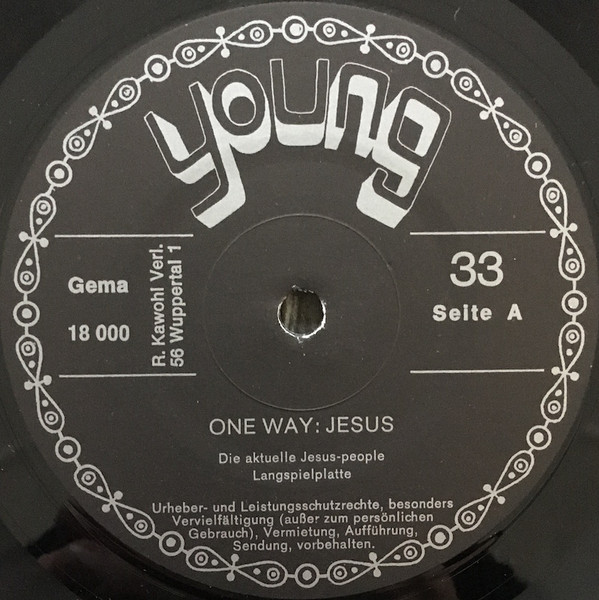 young
Gema
18 000
R. Kawohl Verl.
56 Wuppertal 1
33
Seite A
ONE WAY: JESUS
Die aktuelle Jesus-people
Langspielplatte
Urheber- und Leistungsschutzrechte, besonders
Vervielfältigung (außer zum persönlichen
Gebrauch), Vermietung, Aufführung,
Sendung, vorbehalten.